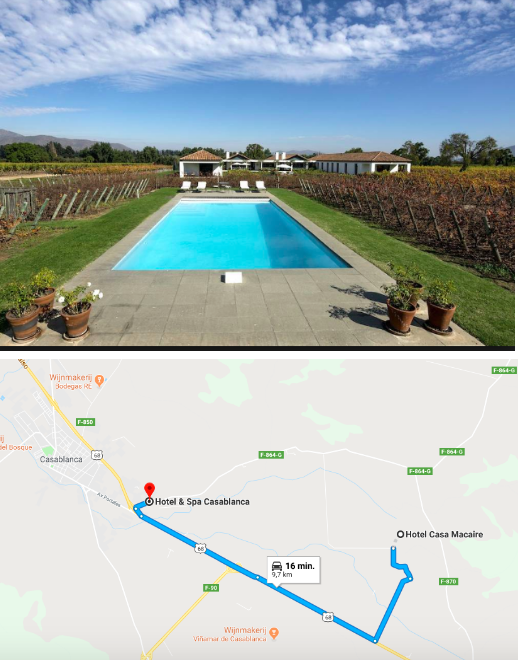 F-864-G
Wijnmakerij
Bodegas RE
F-850
del Bosque
Casablanca
68
F-864-G
F-864-G
F-864-G
Av Portales
Hotel & Spa Casablanca
Hotel Casa Macaire
68
16 min.
9,7 km
F-50
F-870
68
Wijnmakerij
Viñamar de Casablanca